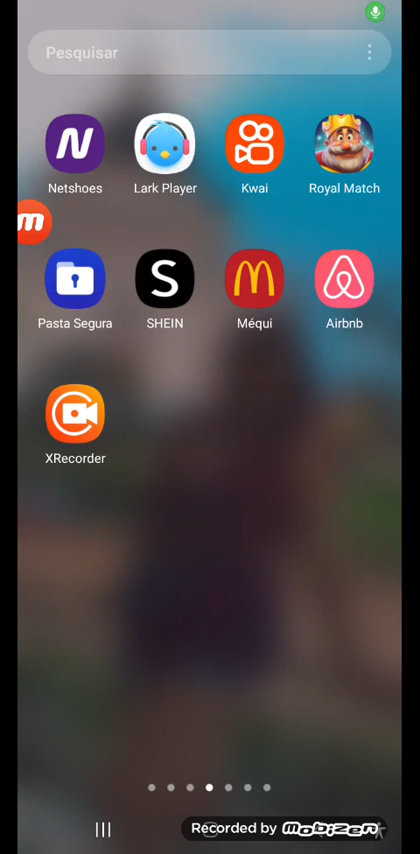 Pesquisar
Netshoes Lark Player Kwai Royal Match
m
Pasta Segura SHEIN Méqui Airbnb
XRecorder
Recorded by mobizen